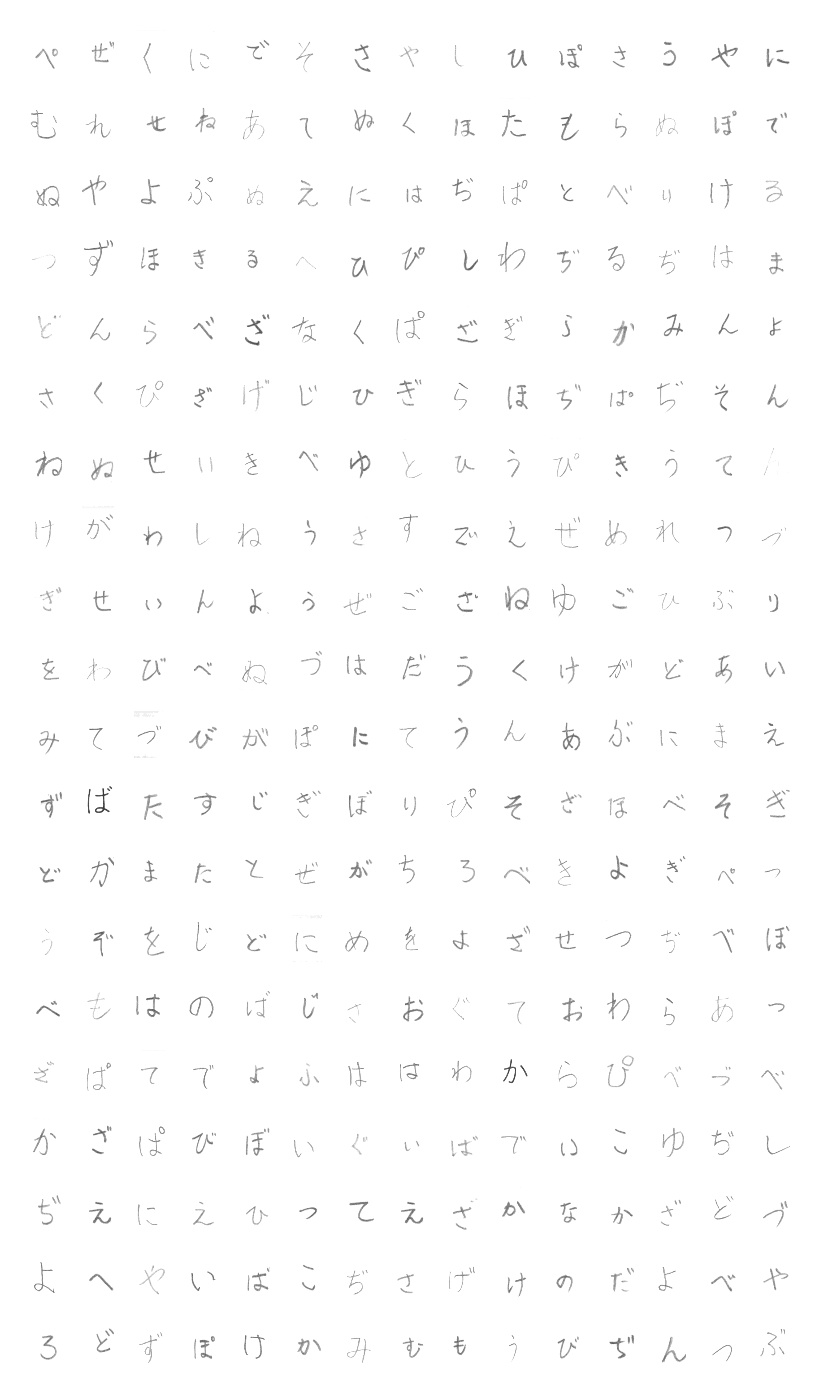 ぺぜくにでそさやしひぽさうやに
むれせねあてぬくほたもらぬぽで
ぬやよぷぬえにはぢぱとべりける
つずほきるへひぴしわぢるぢはま
どんらべざなくぱざぎらかみんよ
さくぴざげじひぎらほぢぱぢそん
ねぬせいきべゆとひうぴきうてん
けがわしねうさすでえぜめれつづ
ぎせいんようぜござねゆごひぶり
をわびべぬづはだうくけがどあい
みてづびがぽにてうんあぶにまえ
ずばたすじぎぼりぴそざほべそぎ
どかまたとぜがちろべきよぎぺつ
うぞをじどにめをよざせつぢべぼ
べもはのばじさおぐておわらあつ
ざぱてでよふははわからぴべづべ
かざぱびぼいぐいばでいこゆぢし
ぢえにえひってえざかなかざどづ
よへやいばこぢさげけのだよべや
ろどずぽけかみむもうびぢんつぶ